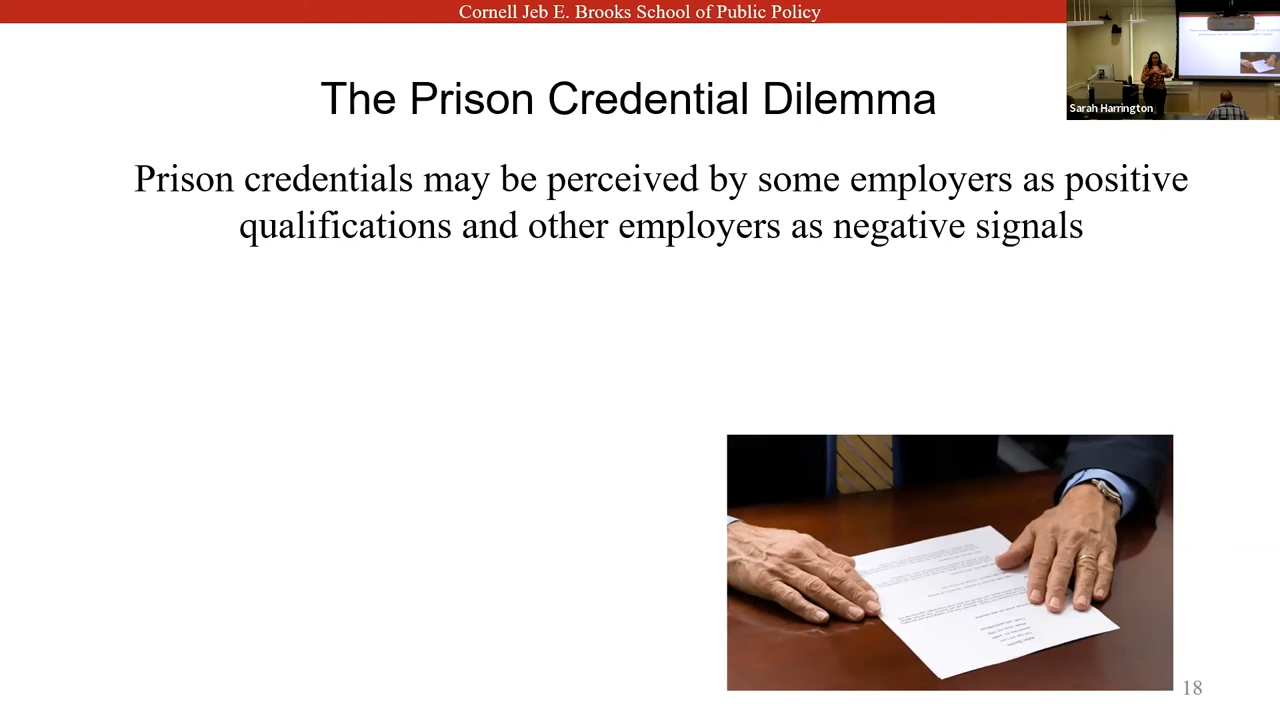 Cornell Jeb E. Brooks School of Public Policy
Sarah Harrington
The Prison Credential Dilemma
Prison credentials may be perceived by some employers as positive
qualifications and other employers as negative signals
18